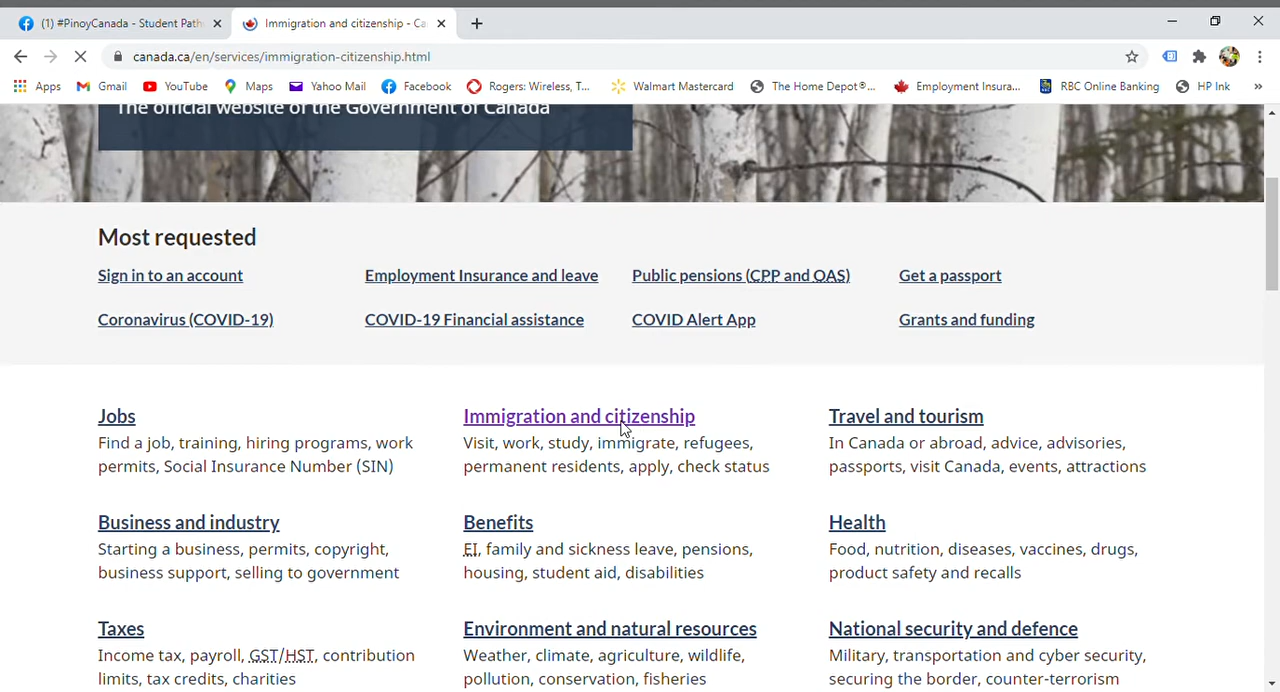 (1) #PinoyCanada - Student Path
Immigration and citizenship - Ca
canada.ca/en/services/immigration-citizenship.html
Apps Gmail YouTube Maps Yahoo Mail Facebook Rogers: Wireless, T... Walmart Mastercard The Home Depot®... Employment Insura... RBC Online Banking HP Ink »
The official website of the Government of Canada
Most requested
Sign in to an account Employment Insurance and leave Public pensions (CPP and OAS) Get a passport
Coronavirus (COVID-19) COVID-19 Financial assistance COVID Alert App Grants and funding
Jobs
Find a job, training, hiring programs, work
permits, Social Insurance Number (SIN)
Immigration and citizenship
Visit, work, study, immigrate, refugees,
permanent residents, apply, check status
Travel and tourism
In Canada or abroad, advice, advisories,
passports, visit Canada, events, attractions
Business and industry
Starting a business, permits, copyright,
business support, selling to government
Benefits
EI, family and sickness leave, pensions,
housing, student aid, disabilities
Health
Food, nutrition, diseases, vaccines, drugs,
product safety and recalls
Taxes
Income tax, payroll, GST/HST, contribution
limits, tax credits, charities
Environment and natural resources
Weather, climate, agriculture, wildlife,
pollution, conservation, fisheries
National security and defence
Military, transportation and cyber security,
securing the border, counter-terrorism